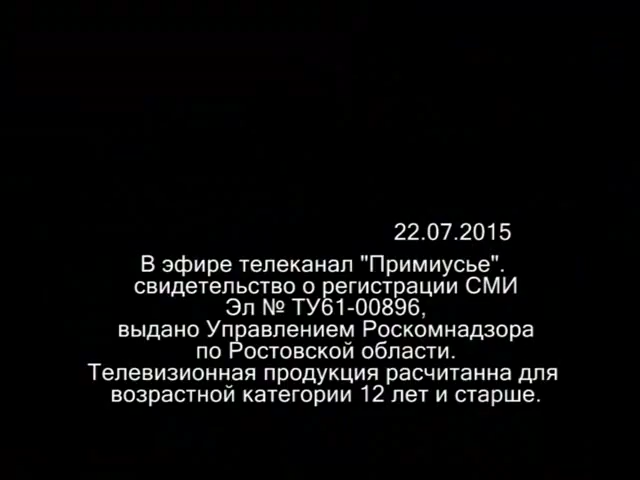 22.07.2015
В эфире телеканал "Примиусье".
свидетельство о регистрации СМИ
Эл № ТУ61-00896,
выдано Управлением Роскомнадзора
по Ростовской области.
Телевизионная продукция расчитанна для
возрастной категории 12 лет и старше.